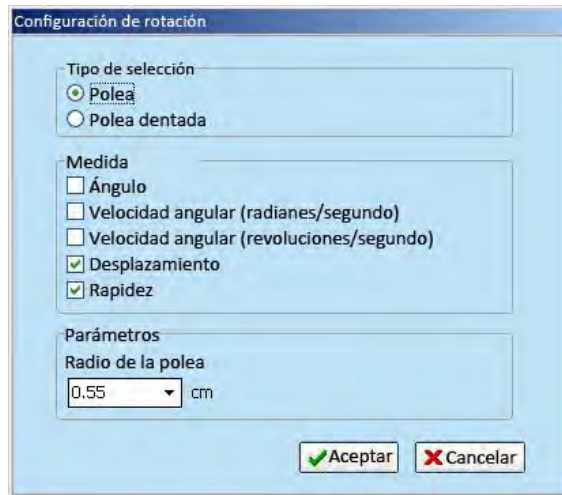 Configuración de rotación
Tipo de selección
Polea
Polea dentada
Medida
Ángulo
Velocidad angular (radianes/segundo)
Velocidad angular (revoluciones/segundo)
Desplazamiento
Rapidez
Parámetros
Radio de la polea
0.55 cm
Aceptar Cancelar